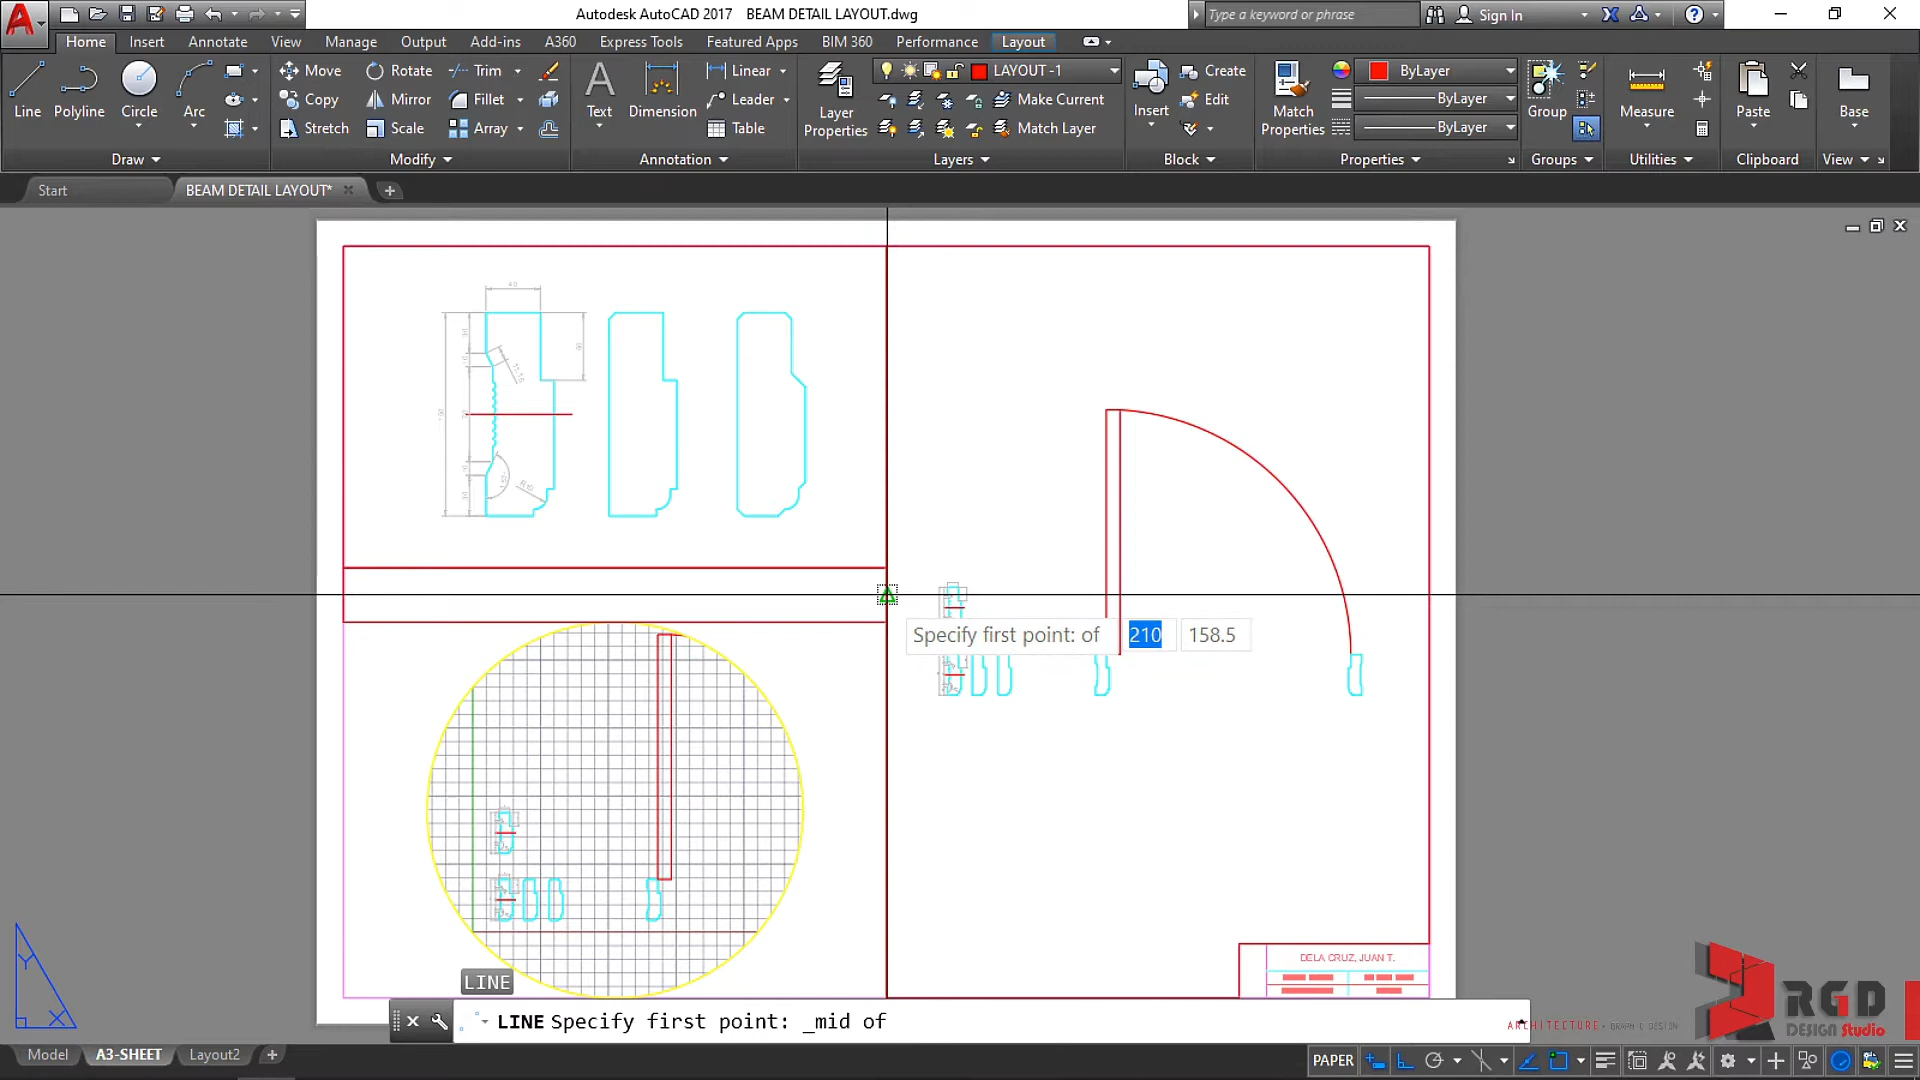 Autodesk AutoCAD 2017 BEAM DETAIL LAYOUT.dwg
Type a keyword or phrase
Sign In
Home Insert Annotate View Manage Output Add-ins A360 Express Tools Featured Apps BIM 360 Performance Layout
Line Polyline Circle Arc
Move Rotate Trim
Copy Mirror Fillet
Stretch Scale Array
Text Dimension
Linear
Leader
Table
Layer Properties
LAYOUT -1
Make Current
Match Layer
Insert
Create
Edit
Match Properties
ByLayer
ByLayer
ByLayer
Group
Measure
Paste
Base
Draw Modify Annotation Layers Block Properties Groups Utilities Clipboard View
Start BEAM DETAIL LAYOUT*
40
Specify first point: of 210 158.5
DELA CRUZ, JUAN T.
LINE
LINE Specify first point: _mid of
Y
X
RGD
DESIGN Studio
Model A3-SHEET Layout2
PAPER